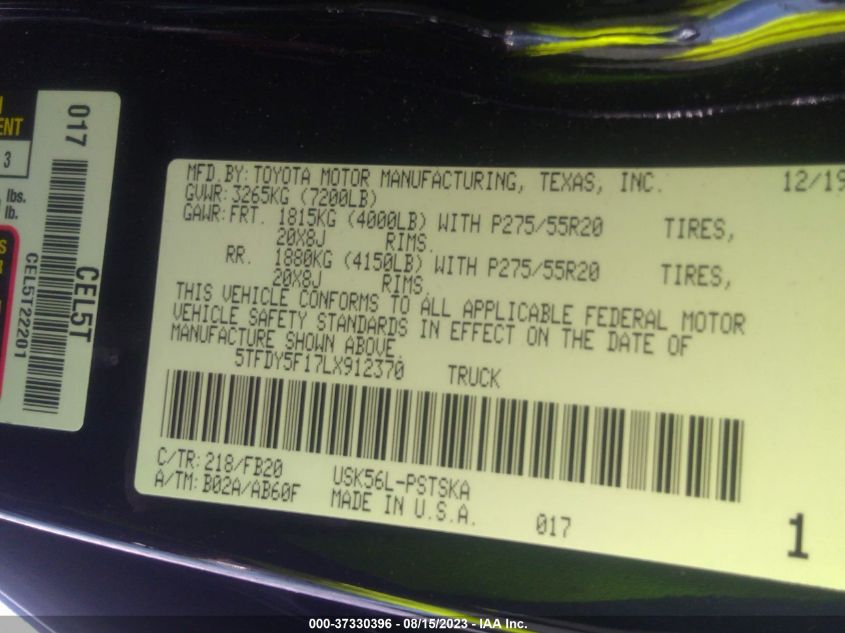 017
ENT
3
lbs.
lb.
CEL5T
CEL5T22201
MFD.BY: TOYOTA MOTOR MANUFACTURING, TEXAS, INC. 12/19
GVWR: 3265KG (7200LB)
GAWR: FRT. 1815KG (4000LB) WITH P275/55R20 TIRES,
20X8J RIMS.
RR. 1880KG (4150LB) WITH P275/55R20 TIRES,
20X8J RIMS.
THIS VEHICLE CONFORMS TO ALL APPLICABLE FEDERAL MOTOR
VEHICLE SAFETY STANDARDS IN EFFECT ON THE DATE OF
MANUFACTURE SHOWN ABOVE.
5TFDY5F17LX912370 TRUCK
C/TR: 218/FB20 USK56L-PSTSKA
A/TM: B02A/AB60F MADE IN U.S.A. 017
1
000-37330396 - 08/15/2023 - IAA Inc.